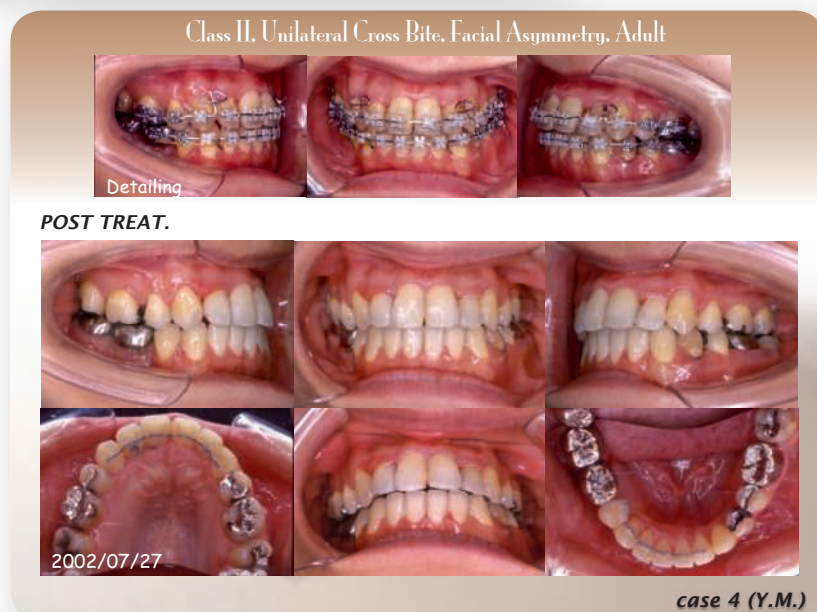 Class II, Unilateral Cross Bite, Facial Asymmetry, Adult
Detailing
POST TREAT.
2002/07/27
case 4 (Y.M.)